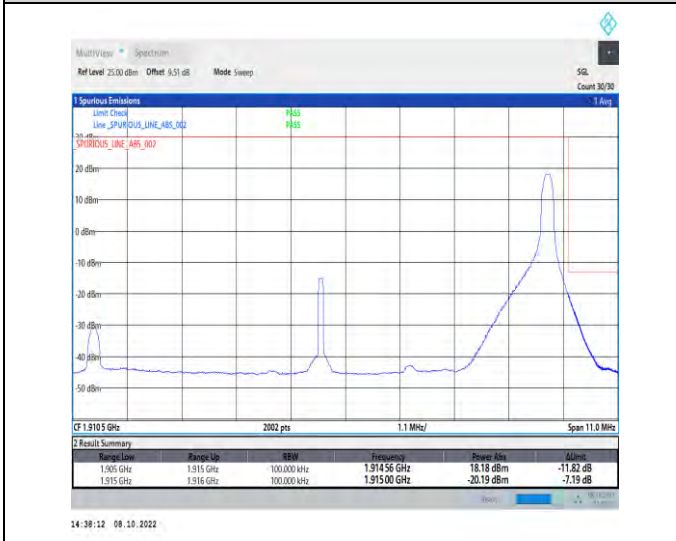 MultiView Spectrum
Ref Level 25.00 dBm Offset 9.51 dB Mode Sweep SGL
Count 30/30
1 Spurious Emissions 1 Avg
Limit Check PASS
Line _SPURIOUS_LINE_ABS_002 PASS
30 dBm
_SPURIOUS_LINE_ABS_002
20 dBm
10 dBm
0 dBm
-10 dBm
-20 dBm
-30 dBm
-40 dBm
-50 dBm
CF 1.9105 GHz 2002 pts 1.1 MHz/ Span 11.0 MHz
2 Result Summary
Range Low Range Up RBW Frequency Power Abs ΔLimit
1.905 GHz 1.915 GHz 100.000 kHz 1.91456 GHz 18.18 dBm -11.82 dB
1.915 GHz 1.916 GHz 100.000 kHz 1.91500 GHz -20.19 dBm -7.19 dB
14:38:12 08.10.2022